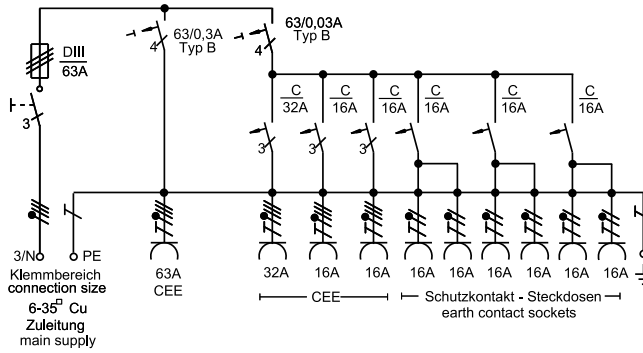 DIII
63A
63/0,3A
Typ B
63/0,03A
Typ B
4
4
C
32A
C
16A
C
16A
C
16A
C
16A
C
16A
3
3
3
3
3/N
PE
63A
CEE
32A
16A
16A
16A
16A
16A
16A
16A
16A
CEE
Klemmbereich
connection size
6-35□ Cu
Zuleitung
main supply
Schutzkontakt - Steckdosen
earth contact sockets